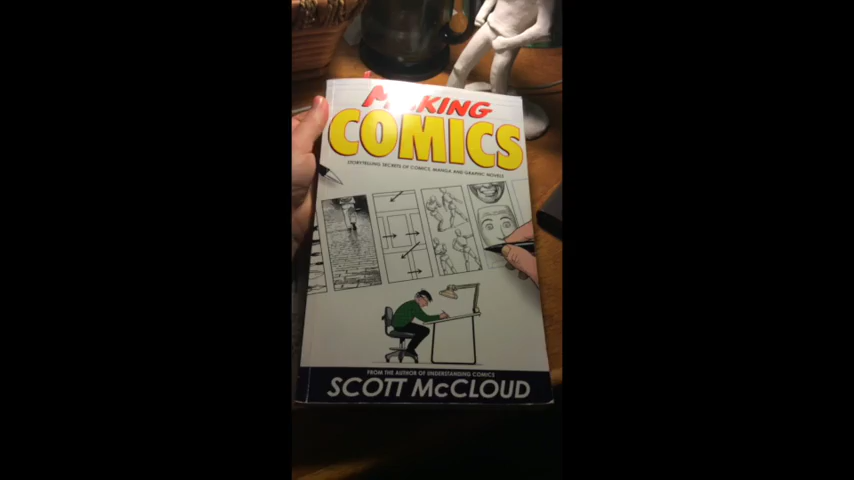 MAKING
COMICS
STORYTELLING SECRETS OF COMICS, MANGA AND GRAPHIC NOVELS
FROM THE AUTHOR OF UNDERSTANDING COMICS
SCOTT McCLOUD